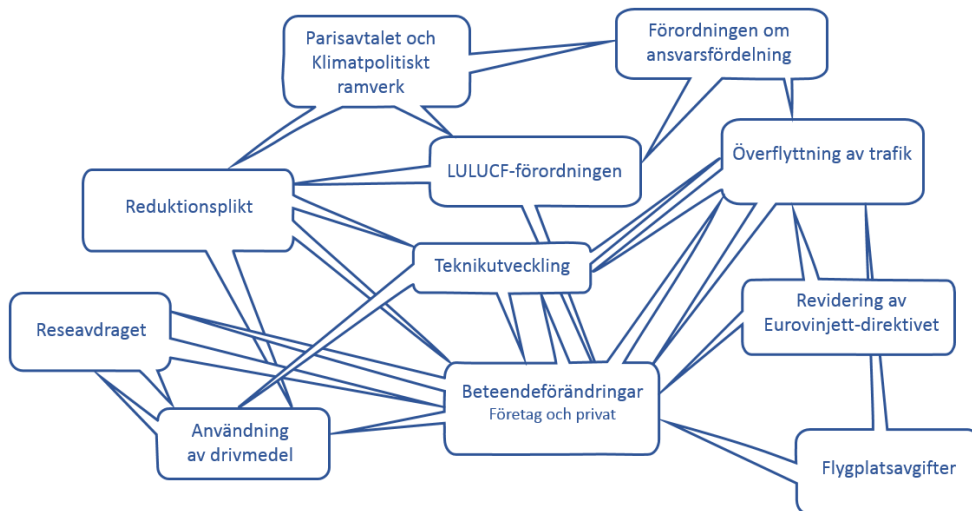 Parisavtalet och
Klimatpolitiskt
ramverk
Förordningen om
ansvarsfördelning
LULUCF-förordningen
Överflyttning av trafik
Reduktionsplikt
Teknikutveckling
Reseavdraget
Revidering av
Eurovinjett-direktivet
Beteendeförändringar
Företag och privat
Användning
av drivmedel
Flygplatsavgifter